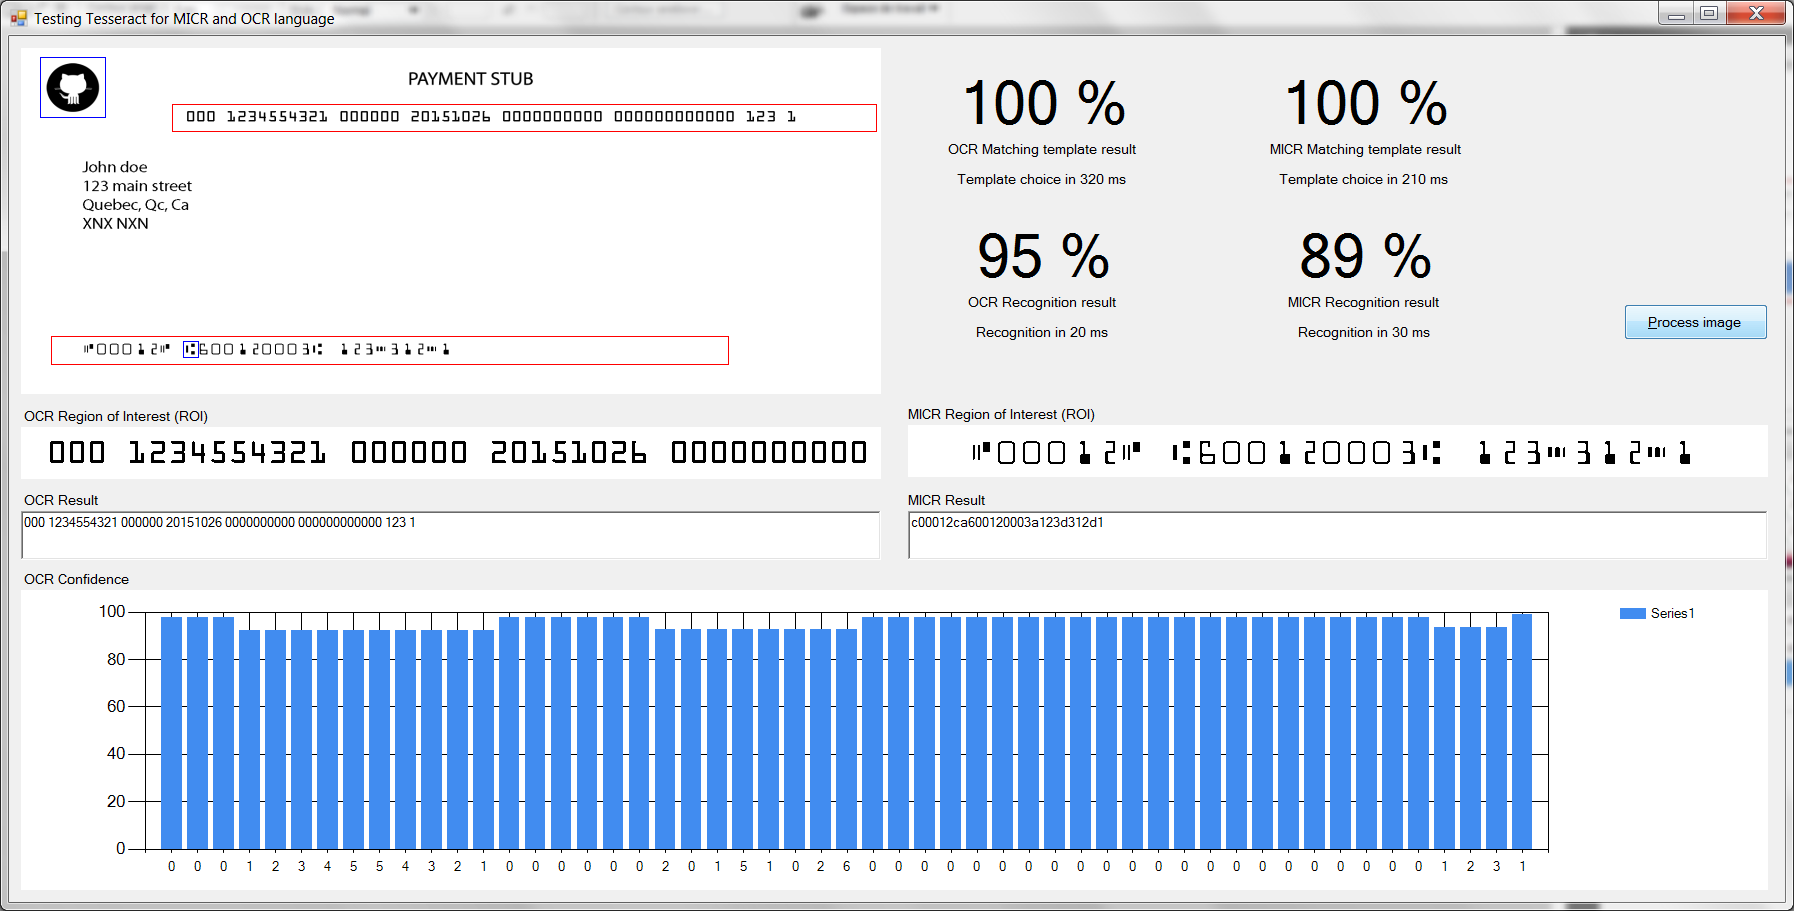 Testing Tesseract for MICR and OCR language
PAYMENT STUB
000 1234554321 000000 20151026 0000000000 000000000000 123 1
John doe
123 main street
Quebec, Qc, Ca
XNX NXN
⑈00012⑈ ⑆600120003⑆ 123⑉312⑉1
100 %
OCR Matching template result
Template choice in 320 ms
100 %
MICR Matching template result
Template choice in 210 ms
95 %
OCR Recognition result
Recognition in 20 ms
89 %
MICR Recognition result
Recognition in 30 ms
Process image
OCR Region of Interest (ROI)
000 1234554321 000000 20151026 0000000000
MICR Region of Interest (ROI)
⑈00012⑈ ⑆600120003⑆ 123⑉312⑉1
OCR Result
000 1234554321 000000 20151026 0000000000 000000000000 123 1
MICR Result
c00012ca600120003a123d312d1
OCR Confidence
100
80
60
40
20
0
0 0 0 1 2 3 4 5 5 4 3 2 1 0 0 0 0 0 0 2 0 1 5 1 0 2 6 0 0 0 0 0 0 0 0 0 0 0 0 0 0 0 0 0 0 0 0 0 0 1 2 3 1
Series1